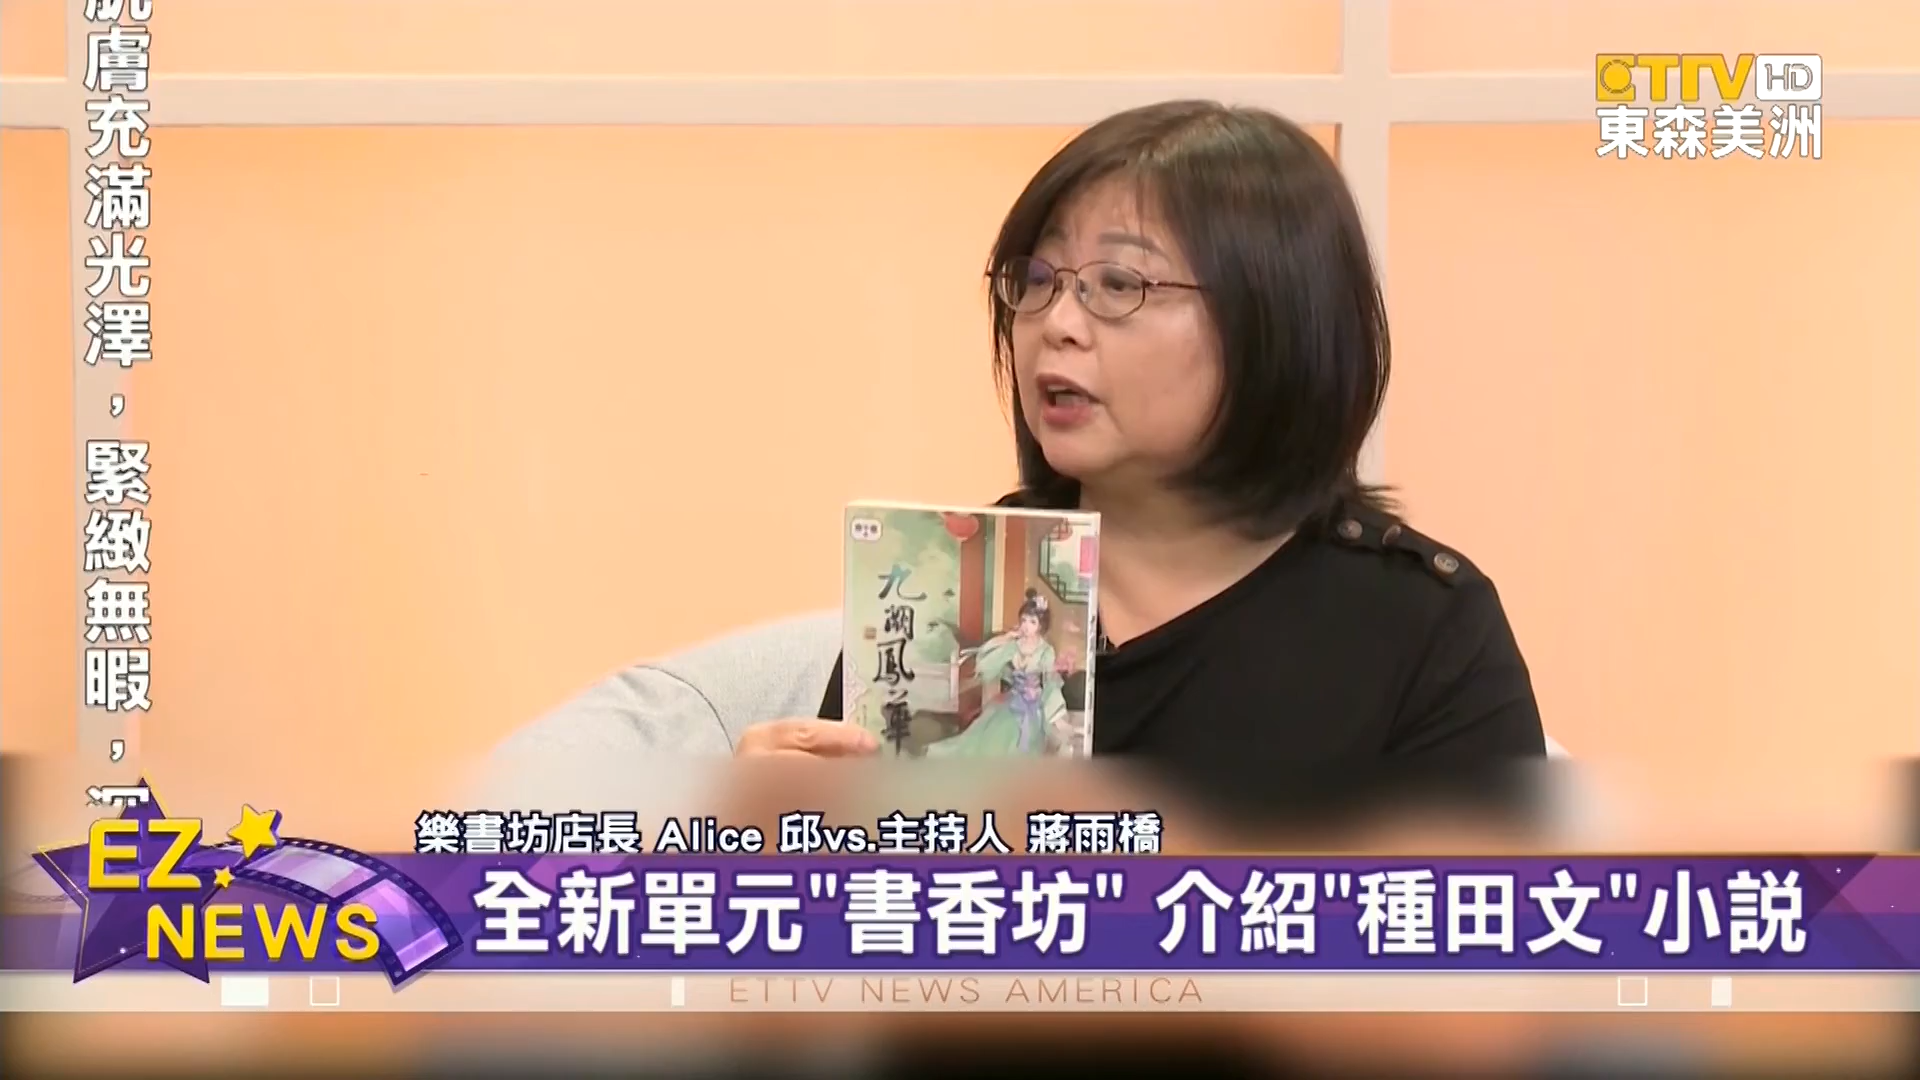 肌膚充滿光澤，緊緻無暇，
ETTV HD
東森美洲
九闕鳳華
樂書坊店長 Alice 邱vs.主持人 蔣雨橋
EZ NEWS
全新單元"書香坊" 介紹"種田文"小說
ETTV NEWS AMERICA